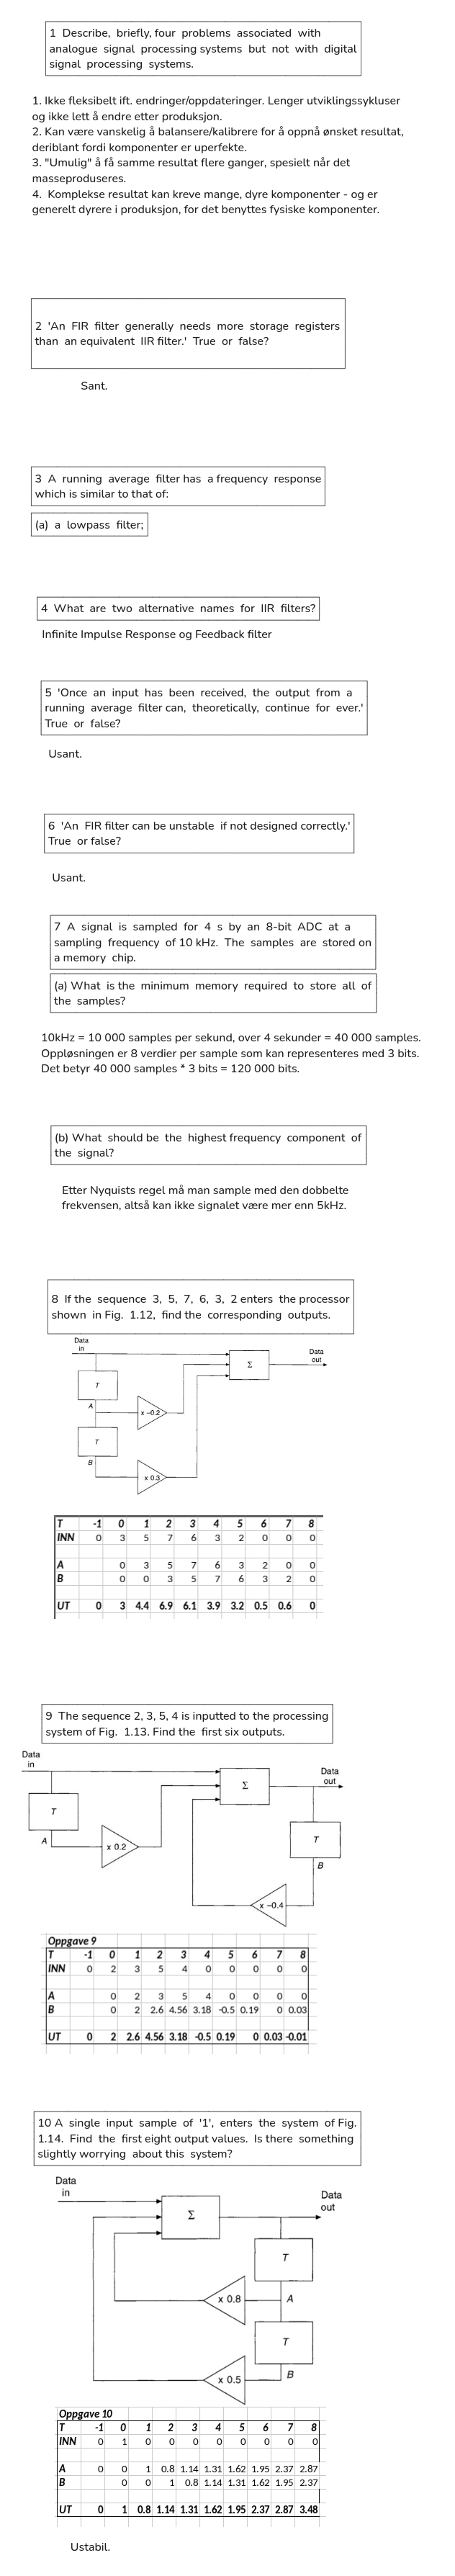 1 Describe, briefly, four problems associated with
analogue signal processing systems but not with digital
signal processing systems.
1. Ikke fleksibelt ift. endringer/oppdateringer. Lenger utviklingssykluser
og ikke lett å endre etter produksjon.
2. Kan være vanskelig å balansere/kalibrere for å oppnå ønsket resultat,
deriblant fordi komponenter er uperfekte.
3. "Umulig" å få samme resultat flere ganger, spesielt når det
masseproduseres.
4. Komplekse resultat kan kreve mange, dyre komponenter - og er
generelt dyrere i produksjon, for det benyttes fysiske komponenter.
2 'An FIR filter generally needs more storage registers
than an equivalent IIR filter.' True or false?
Sant.
3 A running average filter has a frequency response
which is similar to that of:
(a) a lowpass filter;
4 What are two alternative names for IIR filters?
Infinite Impulse Response og Feedback filter
5 'Once an input has been received, the output from a
running average filter can, theoretically, continue for ever.'
True or false?
Usant.
6 'An FIR filter can be unstable if not designed correctly.'
True or false?
Usant.
7 A signal is sampled for 4 s by an 8-bit ADC at a
sampling frequency of 10 kHz. The samples are stored on
a memory chip.
(a) What is the minimum memory required to store all of
the samples?
10kHz = 10 000 samples per sekund, over 4 sekunder = 40 000 samples.
Oppløsningen er 8 verdier per sample som kan representeres med 3 bits.
Det betyr 40 000 samples * 3 bits = 120 000 bits.
(b) What should be the highest frequency component of
the signal?
Etter Nyquists regel må man sample med den dobbelte
frekvensen, altså kan ikke signalet være mer enn 5kHz.
8 If the sequence 3, 5, 7, 6, 3, 2 enters the processor
shown in Fig. 1.12, find the corresponding outputs.
Data
in
Data
out
Σ
T
A
x -0.2
T
B
x 0.3
T -1 0 1 2 3 4 5 6 7 8
INN 0 3 5 7 6 3 2 0 0 0
A 0 3 5 7 6 3 2 0 0
B 0 0 3 5 7 6 3 2 0
UT 0 3 4.4 6.9 6.1 3.9 3.2 0.5 0.6 0
9 The sequence 2, 3, 5, 4 is inputted to the processing
system of Fig. 1.13. Find the first six outputs.
Data
in
Data
out
Σ
T
A
x 0.2
T
B
x -0.4
Oppgave 9
T -1 0 1 2 3 4 5 6 7 8
INN 0 2 3 5 4 0 0 0 0 0
A 0 2 3 5 4 0 0 0 0
B 0 2 2.6 4.56 3.18 -0.5 0.19 0 0.03
UT 0 2 2.6 4.56 3.18 -0.5 0.19 0 0.03 -0.01
10 A single input sample of '1', enters the system of Fig.
1.14. Find the first eight output values. Is there something
slightly worrying about this system?
Data
in
Data
out
Σ
T
x 0.8
A
T
x 0.5
B
Oppgave 10
T -1 0 1 2 3 4 5 6 7 8
INN 0 1 0 0 0 0 0 0 0 0
A 0 0 1 0.8 1.14 1.31 1.62 1.95 2.37 2.87
B 0 0 1 0.8 1.14 1.31 1.62 1.95 2.37
UT 0 1 0.8 1.14 1.31 1.62 1.95 2.37 2.87 3.48
Ustabil.